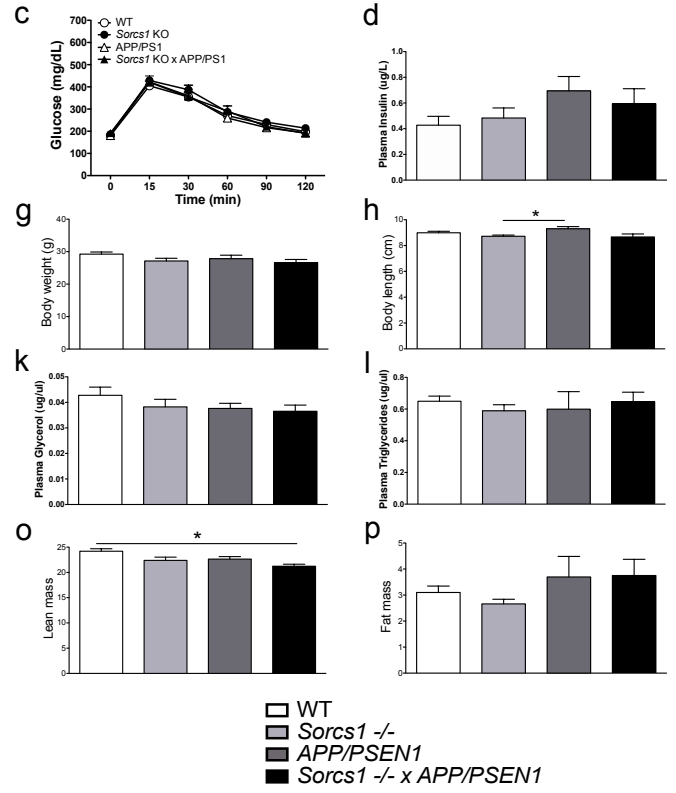 c
700
600
500
400
300
200
100
0
Glucose (mg/dL)
WT
Sorcs1 KO
APP/PS1
Sorcs1 KO x APP/PS1
0 15 30 60 90 120
Time (min)
d
1.0
0.8
0.6
0.4
0.2
0.0
Plasma Insulin (ug/L)
g
40
30
20
10
0
Body weight (g)
h
10
8
6
4
2
0
Body length (cm)
*
k
0.05
0.04
0.03
0.02
0.01
0.00
Plasma Glycerol (ug/ul)
l
0.8
0.6
0.4
0.2
0.0
Plasma Triglycerides (ug/ul)
o
25
20
15
10
5
0
Lean mass
*
p
5
4
3
2
1
0
Fat mass
WT
Sorcs1 -/-
APP/PSEN1
Sorcs1 -/- x APP/PSEN1